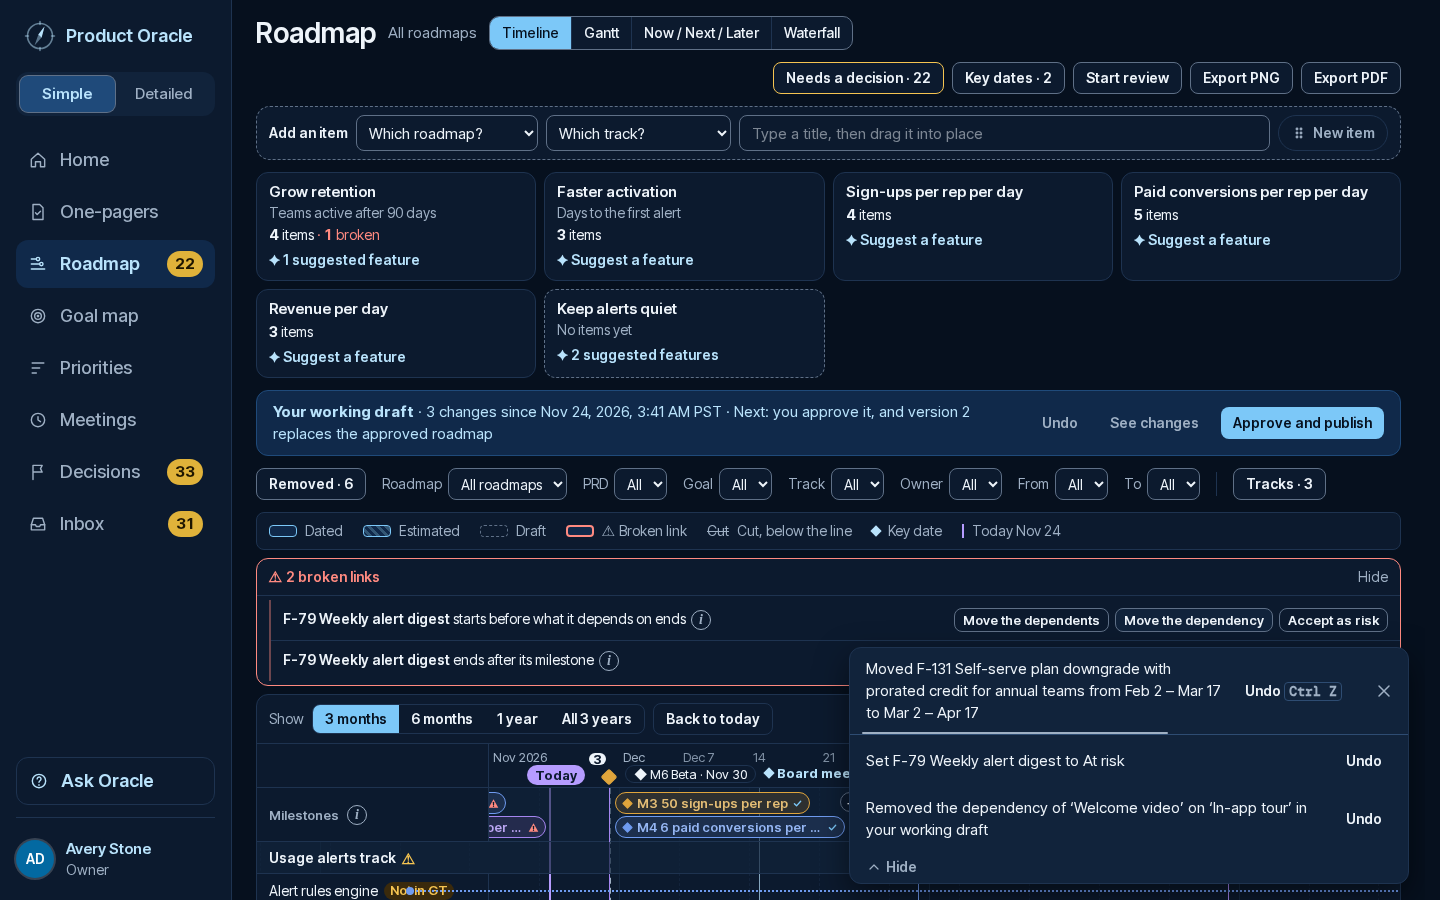 Product Oracle
Simple
Detailed
Home
One-pagers
Roadmap
22
Goal map
Priorities
Meetings
Decisions
33
Inbox
31
Ask Oracle
AD
Avery Stone
Owner
Roadmap
All roadmaps
Timeline
Gantt
Now / Next / Later
Waterfall
Needs a decision · 22
Key dates · 2
Start review
Export PNG
Export PDF
Add an item
Which roadmap?
Which track?
Type a title, then drag it into place
New item
Grow retention
Teams active after 90 days
4 items · 1 broken
1 suggested feature
Faster activation
Days to the first alert
3 items
Suggest a feature
Sign-ups per rep per day
4 items
Suggest a feature
Paid conversions per rep per day
5 items
Suggest a feature
Revenue per day
3 items
Suggest a feature
Keep alerts quiet
No items yet
2 suggested features
Your working draft · 3 changes since Nov 24, 2026, 3:41 AM PST · Next: you approve it, and version 2
replaces the approved roadmap
Undo
See changes
Approve and publish
Removed · 6
Roadmap
All roadmaps
PRD
All
Goal
All
Track
All
Owner
All
From
All
To
All
Tracks · 3
Dated
Estimated
Draft
⚠ Broken link
Cut
Cut, below the line
Key date
Today Nov 24
⚠ 2 broken links
Hide
F-79 Weekly alert digest starts before what it depends on ends
Move the dependents
Move the dependency
Accept as risk
F-79 Weekly alert digest ends after its milestone
Show
3 months
6 months
1 year
All 3 years
Back to today
Nov 2026
3
Dec
Dec 7
14
21
Today
M6 Beta · Nov 30
Board mee
Milestones
M3 50 sign-ups per rep
per ...
M4 6 paid conversions per ...
Usage alerts track ⚠
Alert rules engine
Moved F-131 Self-serve plan downgrade with
prorated credit for annual teams from Feb 2 – Mar 17
to Mar 2 – Apr 17
Undo
Ctrl Z
Set F-79 Weekly alert digest to At risk
Undo
Removed the dependency of ‘Welcome video’ on ‘In-app tour’ in
your working draft
Undo
Hide